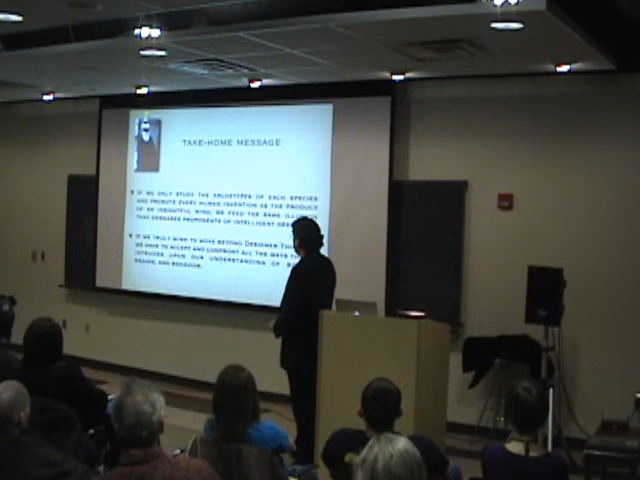 TAKE-HOME MESSAGE
IF WE ONLY STUDY THE ARCHETYPES OF EACH SPECIES
AND PROMOTE EVERY HUMAN INVENTION AS THE PRODUCT
OF AN INSIGHTFUL MIND, WE FEED THE SAME
THAT ENSNARES PROPONENTS OF INTELLIGENT
IF WE TRULY WISH TO MOVE BEYOND DESIGNER
WE HAVE TO ACCEPT AND CONFRONT ALL THE WAYS
INTRUDES UPON OUR UNDERSTANDING OF
BRAINS, AND BEHAVIOR.